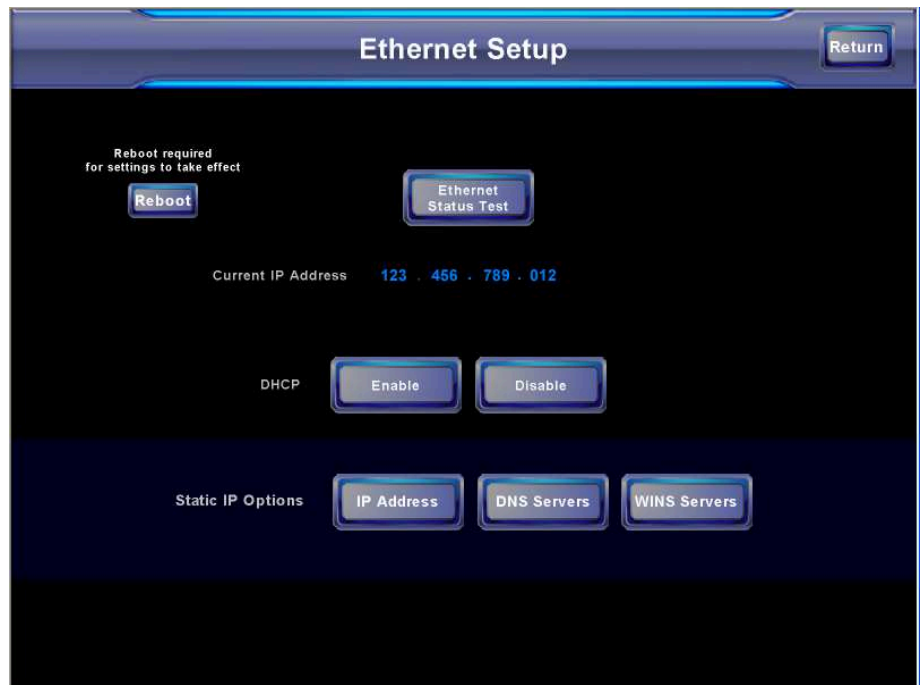 Ethernet Setup
Return
Reboot required
for settings to take effect
Reboot
Ethernet
Status Test
Current IP Address 123 . 456 . 789 . 012
DHCP Enable Disable
Static IP Options IP Address DNS Servers WINS Servers